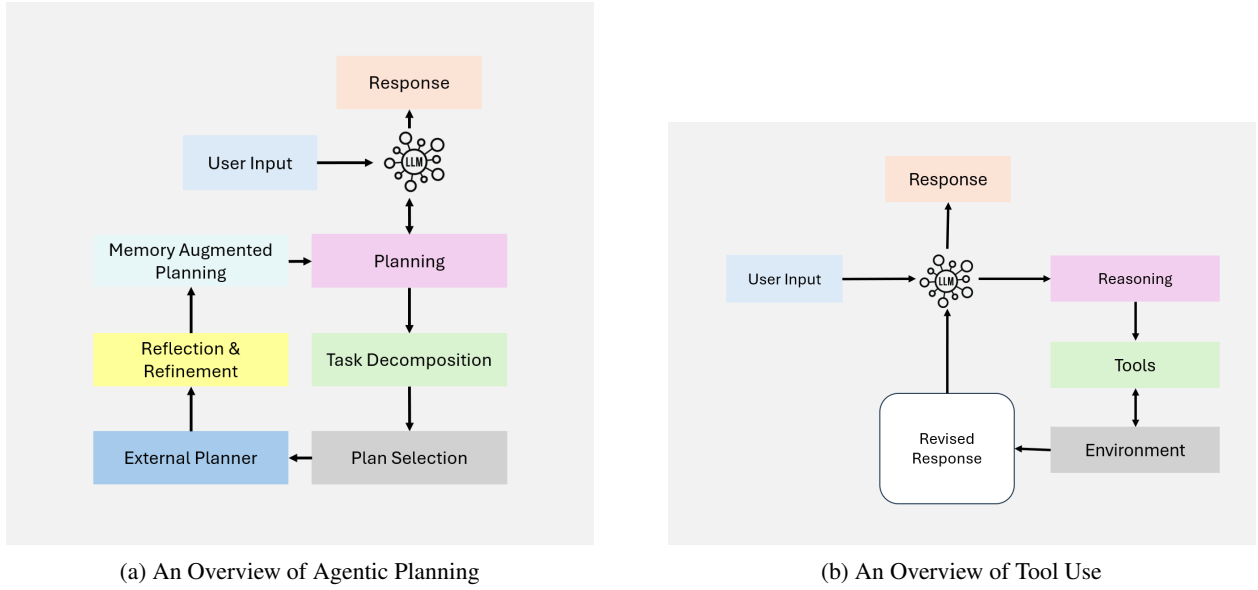 Response
User Input
LLM
Memory Augmented
Planning
Planning
Reflection &
Refinement
Task Decomposition
External Planner
Plan Selection
(a) An Overview of Agentic Planning
Response
User Input
LLM
Reasoning
Tools
Revised
Response
Environment
(b) An Overview of Tool Use